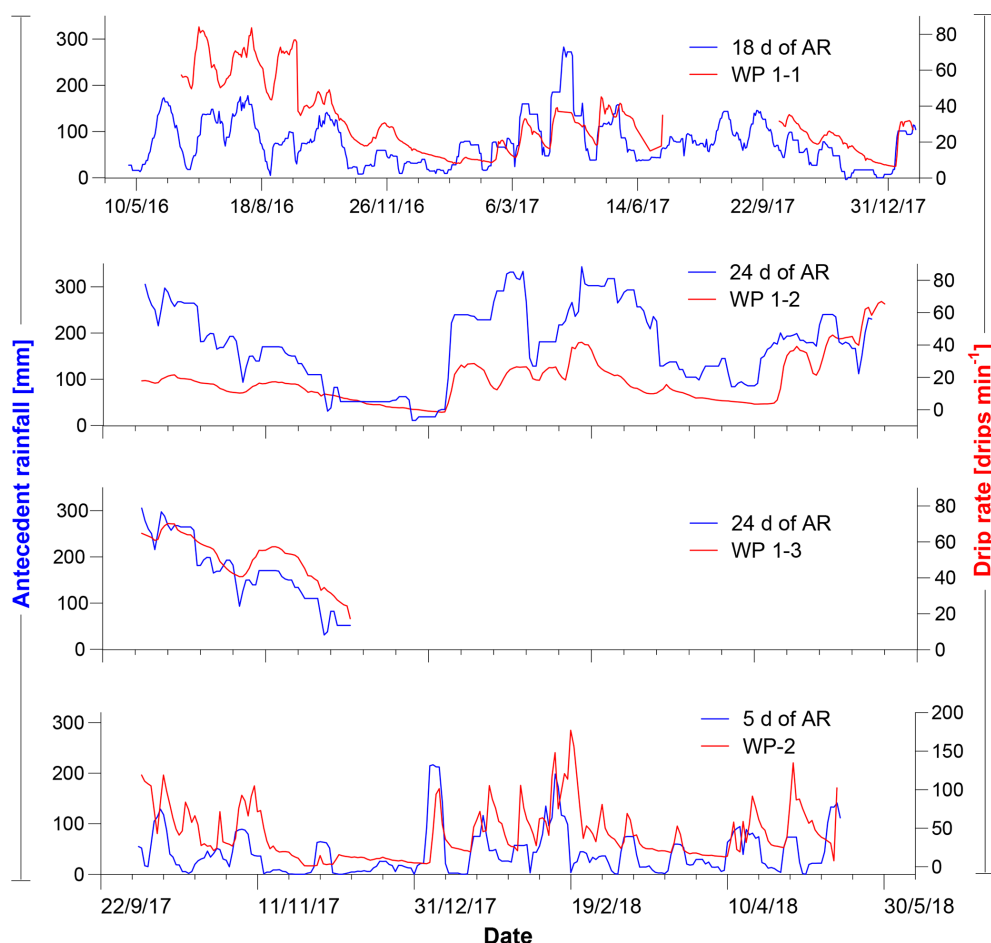 Antecedent rainfall [mm]
Drip rate [drips min-1]
300
200
100
0
80
60
40
20
0
18 d of AR
WP 1-1
10/5/16 18/8/16 26/11/16 6/3/17 14/6/17 22/9/17 31/12/17
300
200
100
0
80
60
40
20
0
24 d of AR
WP 1-2
300
200
100
0
80
60
40
20
0
24 d of AR
WP 1-3
300
200
100
0
200
150
100
50
0
5 d of AR
WP-2
22/9/17 11/11/17 31/12/17 19/2/18 10/4/18 30/5/18
Date